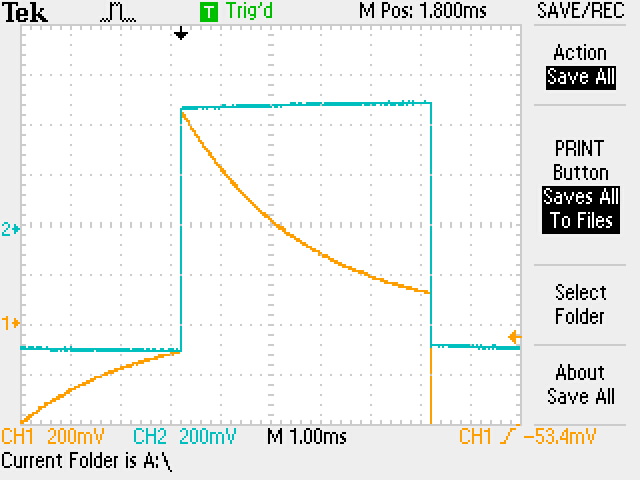 Tek T Trig'd M Pos: 1.800ms SAVE/REC
Action
Save All
PRINT
Button
Saves All
To Files
2
1
Select
Folder
About
Save All
CH1 200mV CH2 200mV M 1.00ms CH1 -53.4mV
Current Folder is A:\